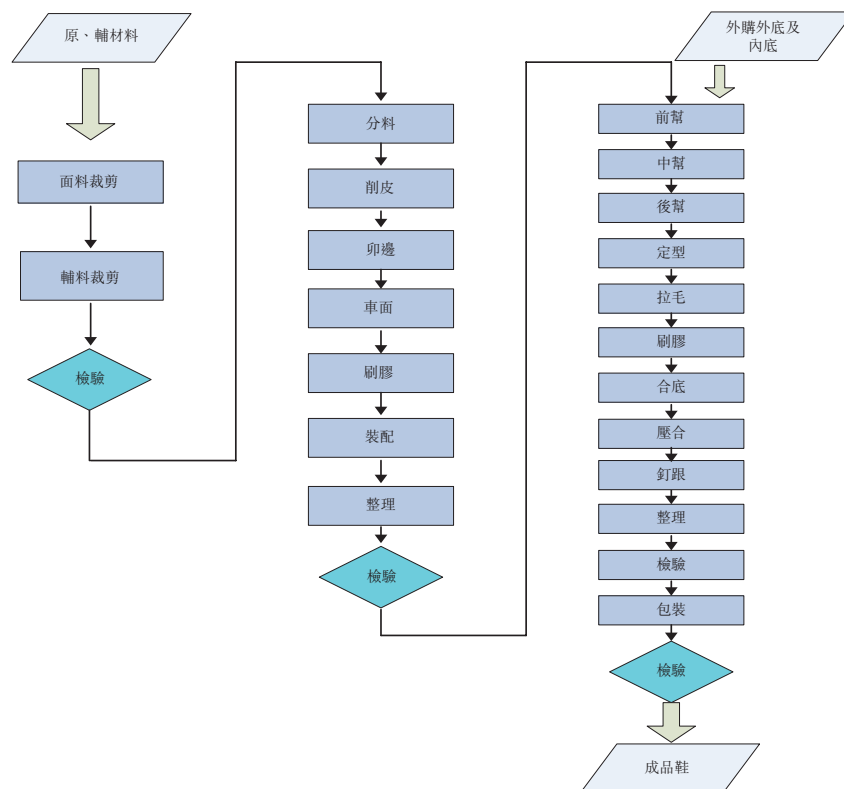 原、輔材料
面料裁剪
輔料裁剪
檢驗
分料
削皮
卯邊
車面
刷膠
裝配
整理
檢驗
外購外底及
內底
前幫
中幫
後幫
定型
拉毛
刷膠
合底
壓合
釘跟
整理
檢驗
包裝
檢驗
成品鞋